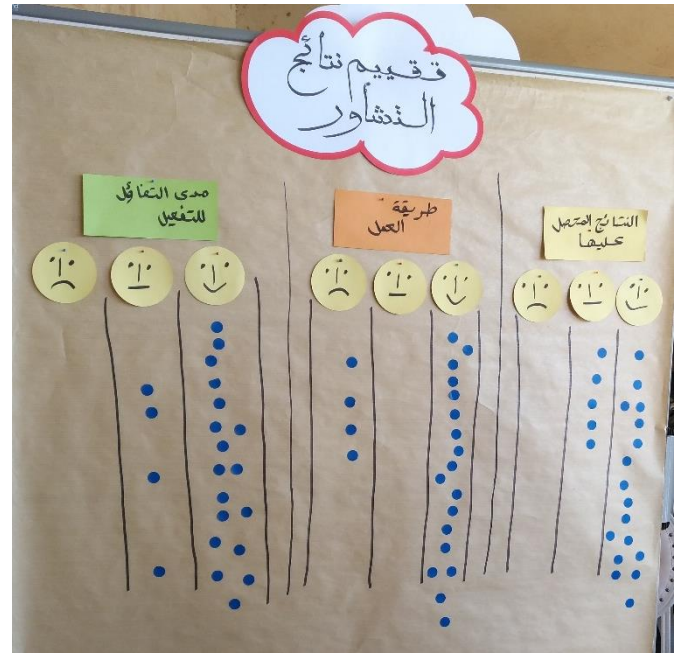 تقييم نتائج
التشاور
النتائج المتحصل
عليها
طريقة
العمل
مدى التفاؤل
للتفعيل